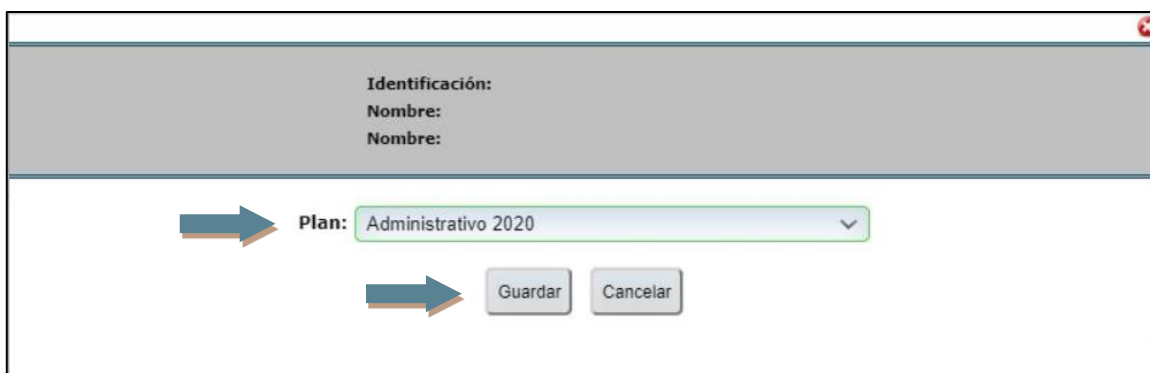 Identificación:
Nombre:
Nombre:
Plan: Administrativo 2020
Guardar Cancelar